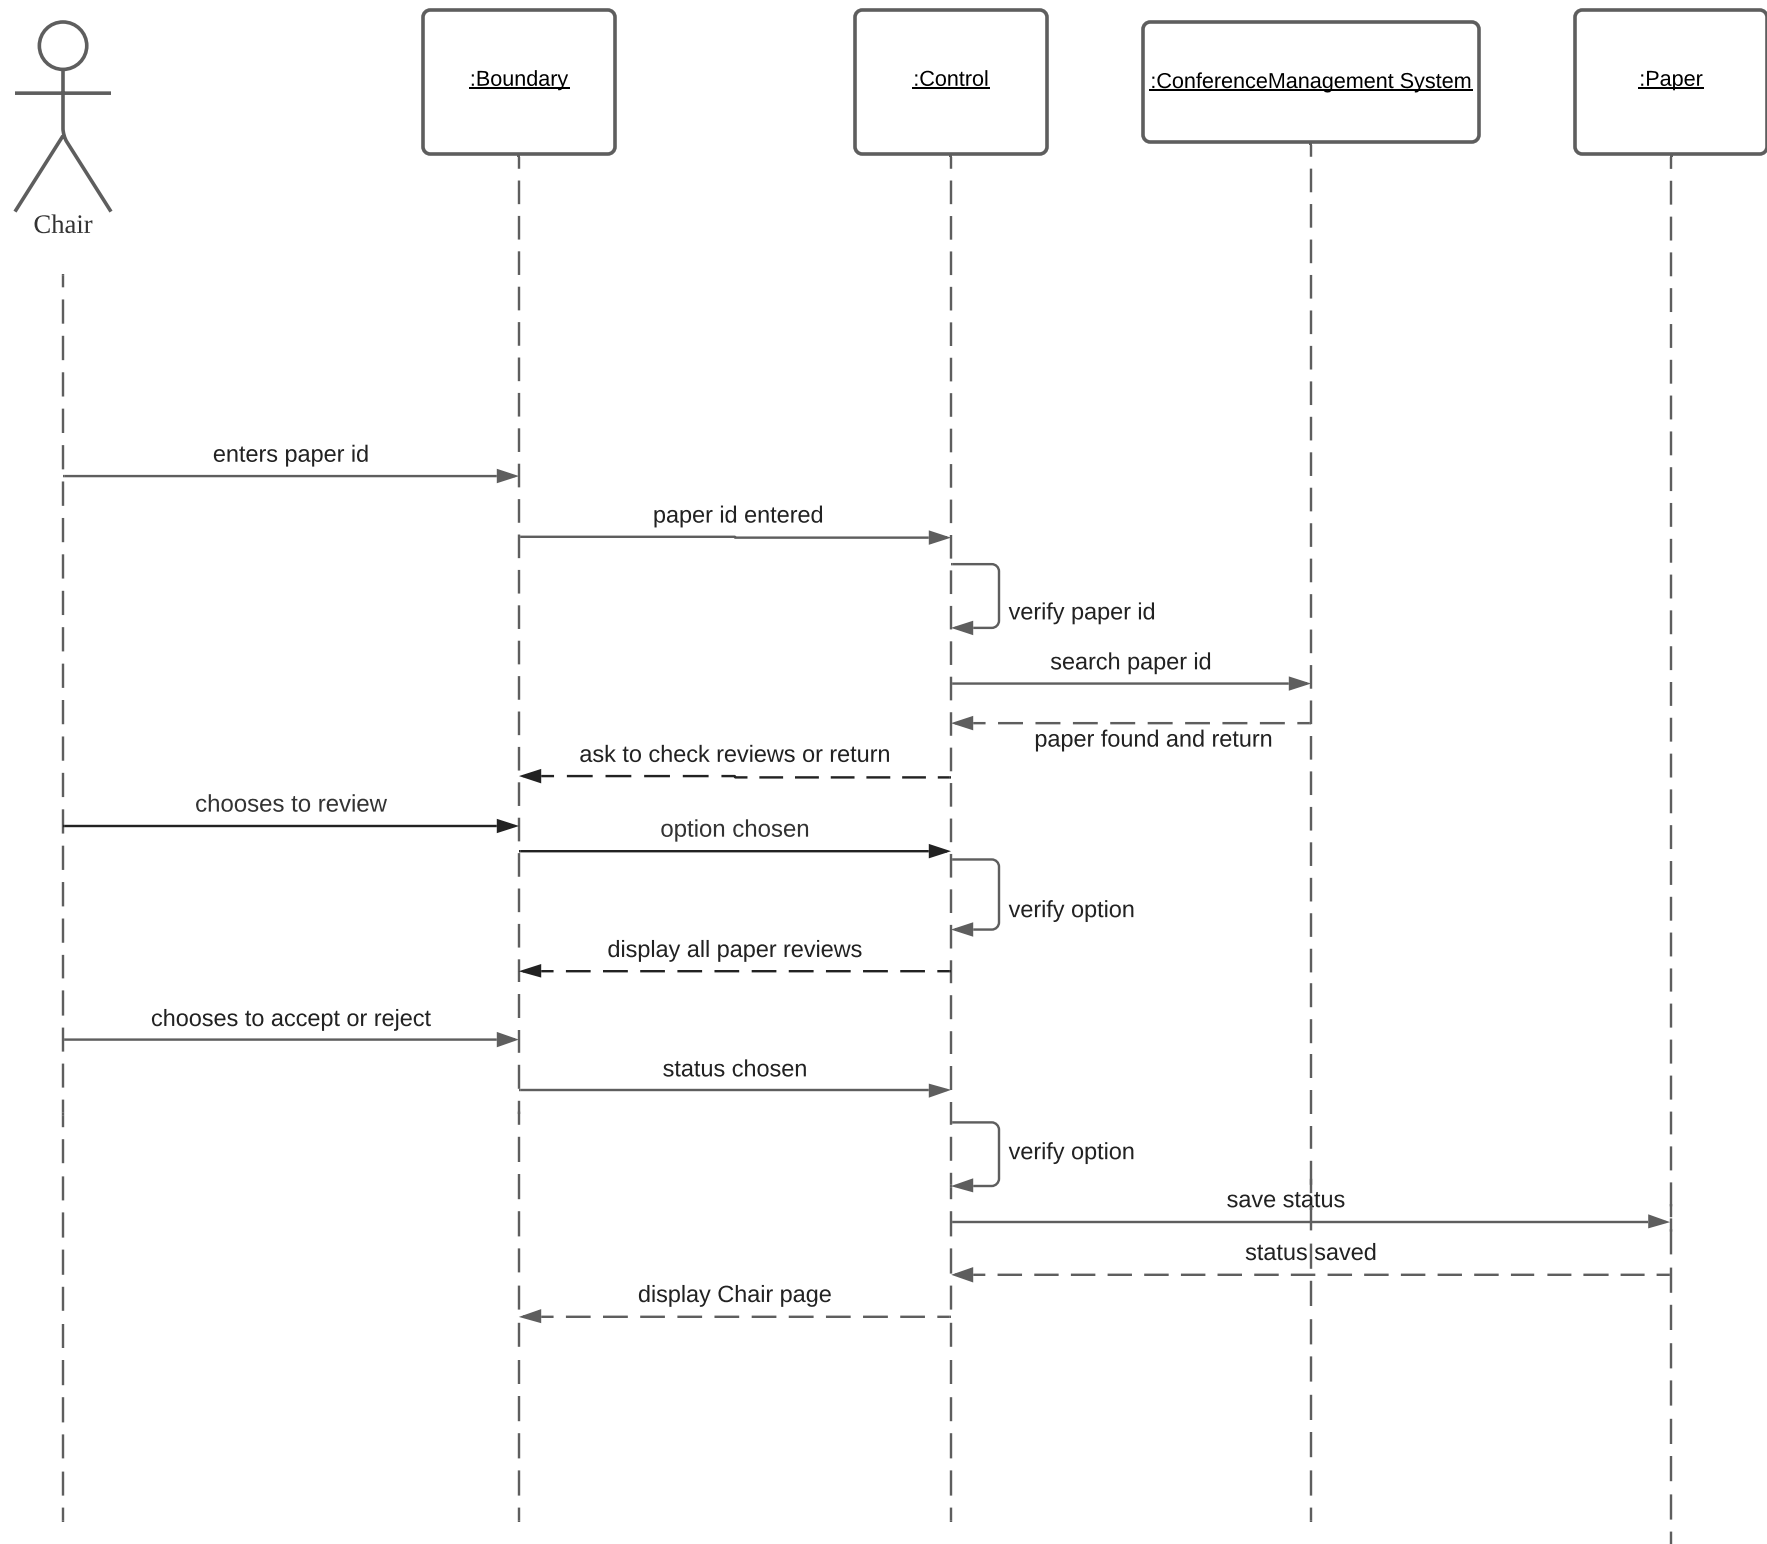 :Boundary
:Control
:ConferenceManagement System
:Paper
Chair
enters paper id
paper id entered
verify paper id
search paper id
paper found and return
ask to check reviews or return
chooses to review
option chosen
verify option
display all paper reviews
chooses to accept or reject
status chosen
verify option
save status
status saved
display Chair page